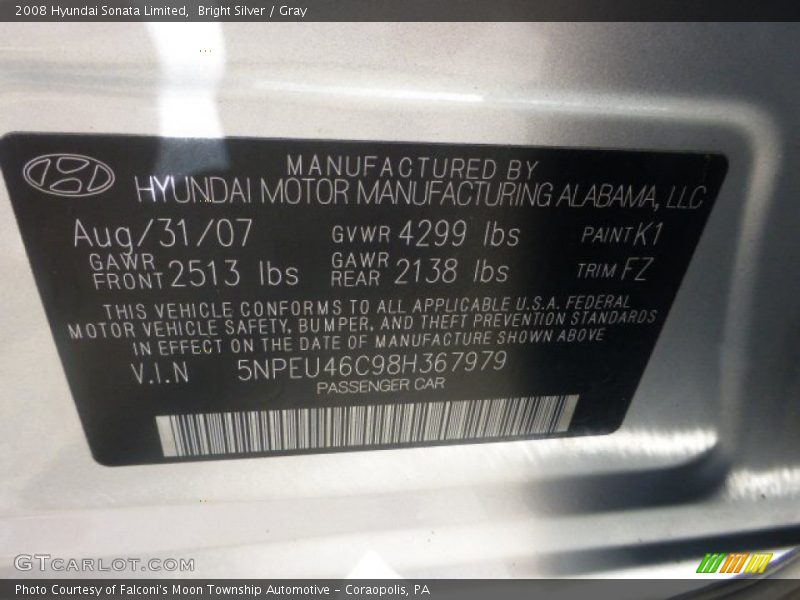 2008 Hyundai Sonata Limited, Bright Silver / Gray
MANUFACTURED BY
HYUNDAI MOTOR MANUFACTURING ALABAMA, LLC
Aug/31/07 GVWR 4299 lbs PAINT K1
GAWR FRONT 2513 lbs GAWR REAR 2138 lbs TRIM FZ
THIS VEHICLE CONFORMS TO ALL APPLICABLE U.S.A. FEDERAL
MOTOR VEHICLE SAFETY, BUMPER, AND THEFT PREVENTION STANDARDS
IN EFFECT ON THE DATE OF MANUFACTURE SHOWN ABOVE
V.I.N 5NPEU46C98H367979
PASSENGER CAR
GTCARLOT.COM
Photo Courtesy of Falconi's Moon Township Automotive - Coraopolis, PA